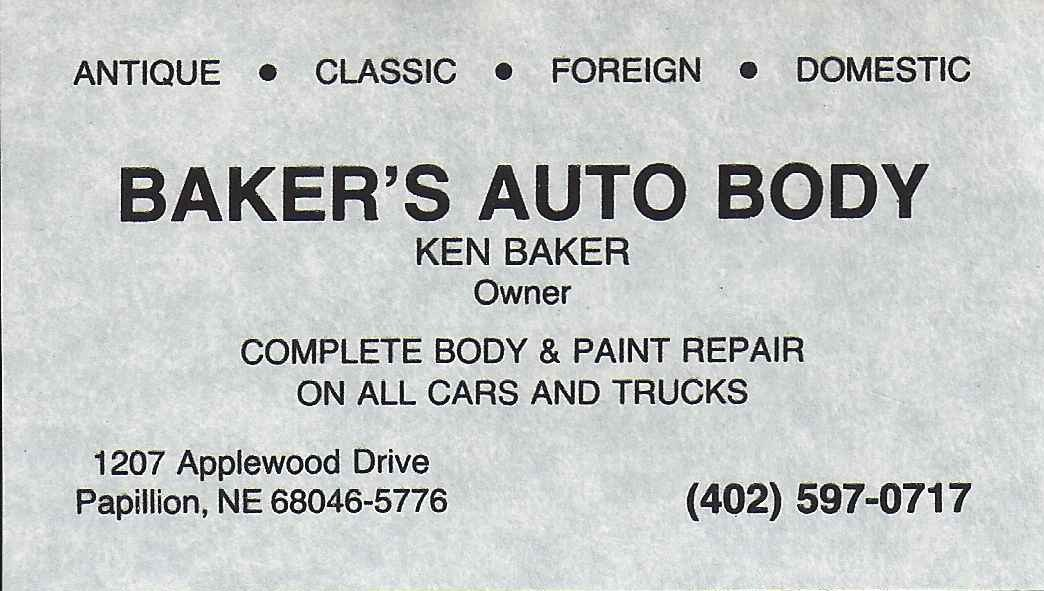 ANTIQUE • CLASSIC • FOREIGN • DOMESTIC
BAKER'S AUTO BODY
KEN BAKER
Owner
COMPLETE BODY & PAINT REPAIR
ON ALL CARS AND TRUCKS
1207 Applewood Drive
Papillion, NE 68046-5776
(402) 597-0717